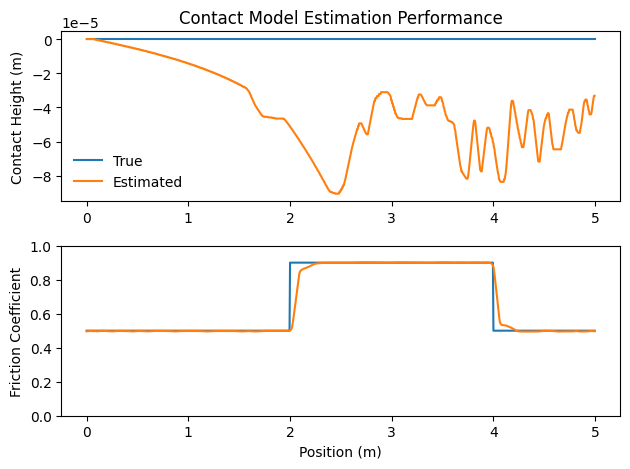 Contact Model Estimation Performance
1e−5
Contact Height (m)
0
−2
−4
−6
−8
True
Estimated
0 1 2 3 4 5
Friction Coefficient
1.0
0.8
0.6
0.4
0.2
0.0
0 1 2 3 4 5
Position (m)